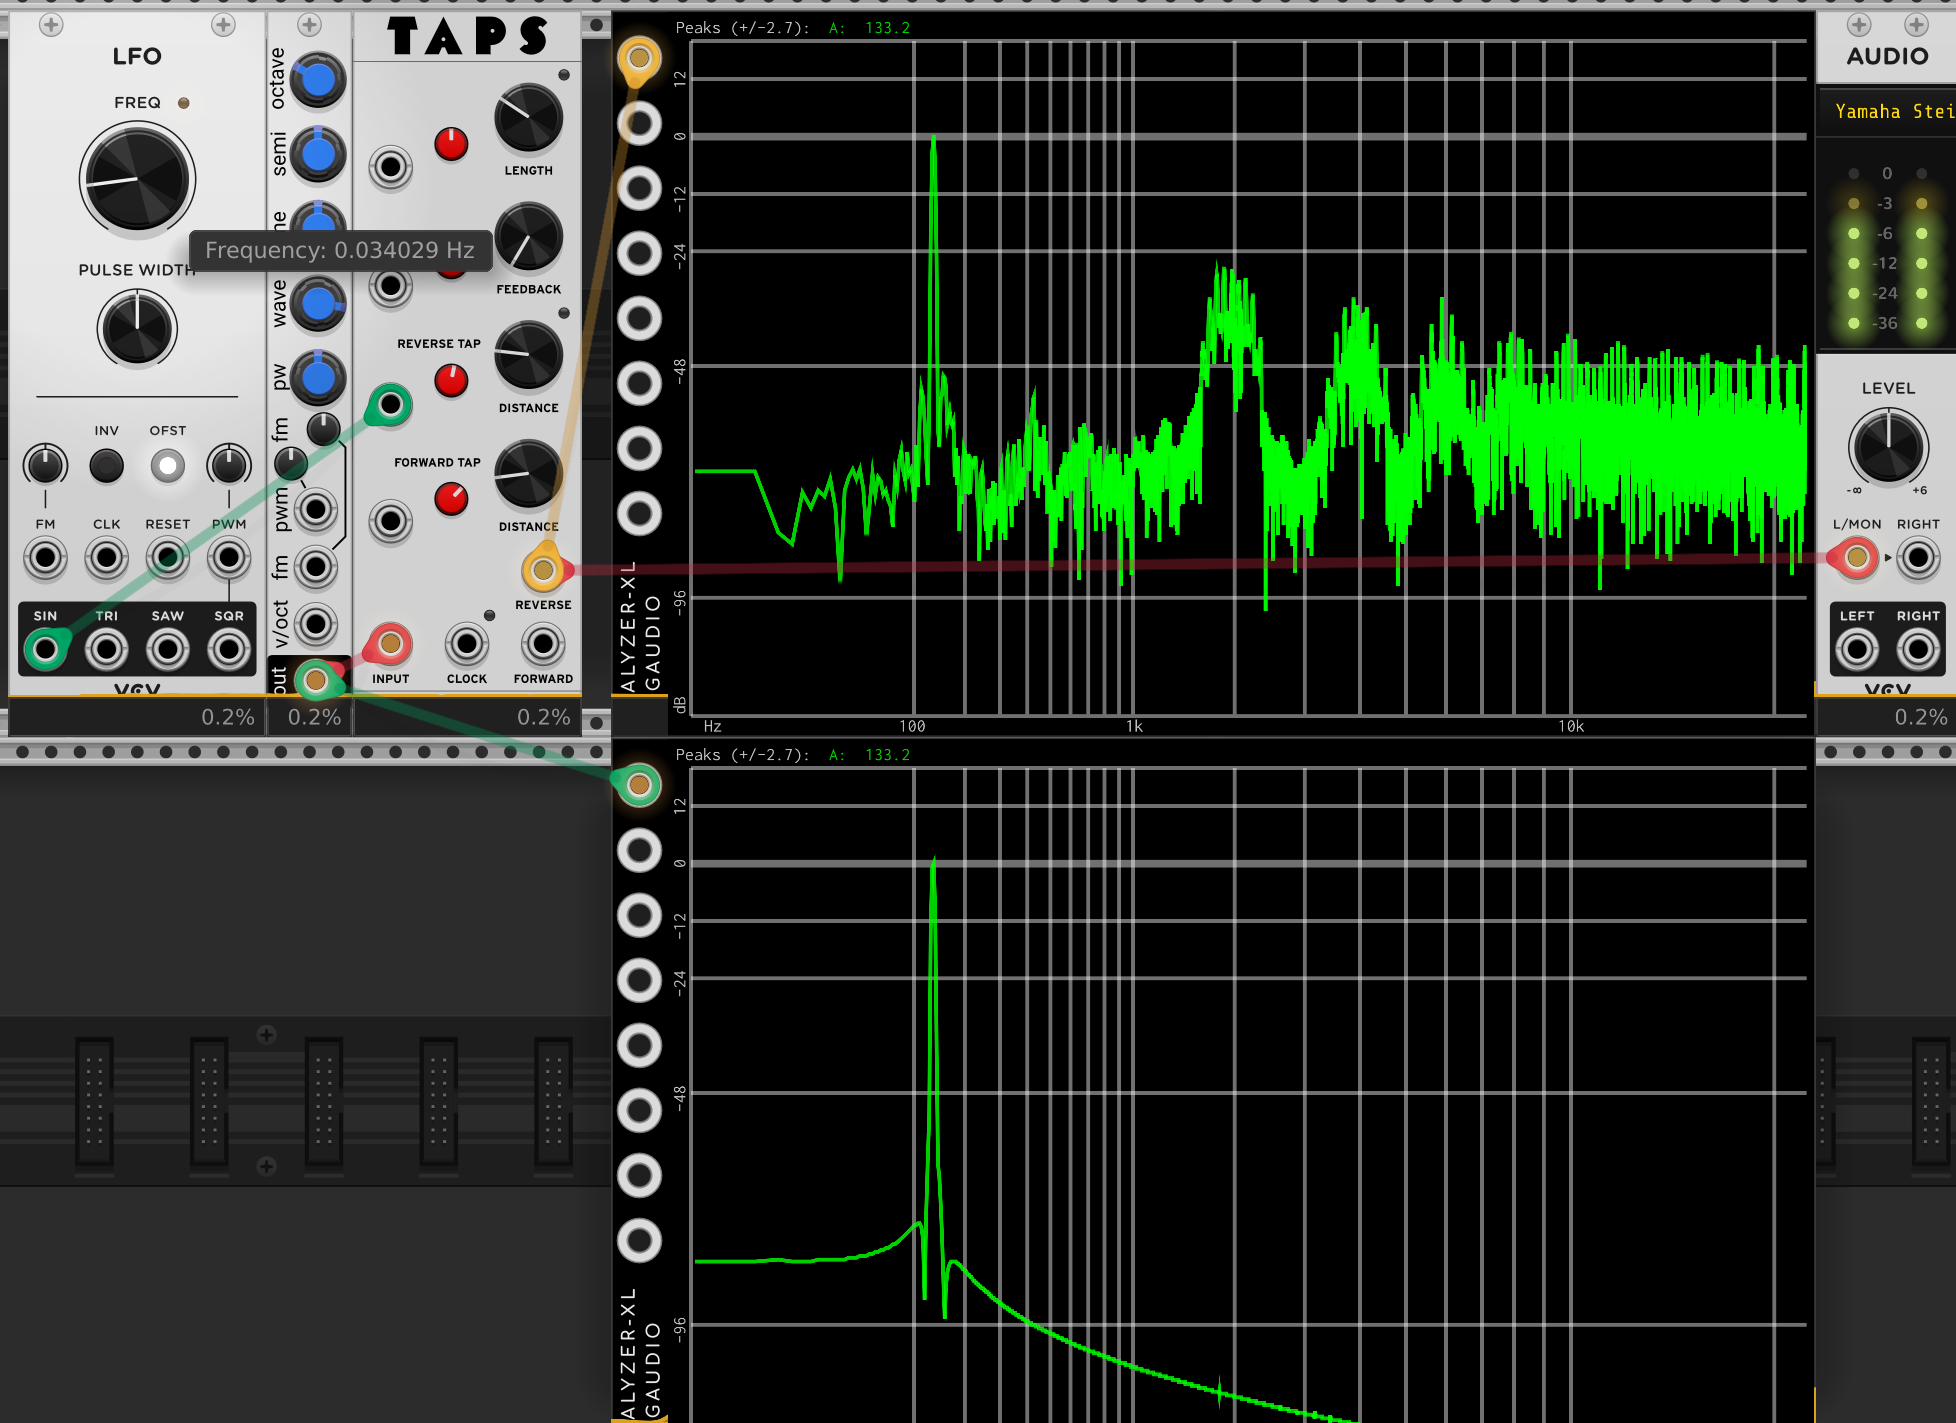 LFO
FREQ
Frequency: 0.034029 Hz
PULSE WIDTH
INV
OFST
FM
CLK
RESET
PWM
SIN
TRI
SAW
SQR
VCV
0.2%
octave
semi
wave
pw
fm
pwm
fm
v/oct
out
0.2%
TAPS
LENGTH
FEEDBACK
REVERSE TAP
DISTANCE
FORWARD TAP
DISTANCE
REVERSE
INPUT
CLOCK
FORWARD
0.2%
Peaks (+/-2.7): A: 133.2
12
0
-12
-24
-48
-96
dB
Hz
100
1k
10k
ALYZER-XL
GAUDIO
Peaks (+/-2.7): A: 133.2
12
0
-12
-24
-48
-96
ALYZER-XL
GAUDIO
AUDIO
Yamaha Stei
0
-3
-6
-12
-24
-36
LEVEL
-∞
+6
L/MON
RIGHT
LEFT
RIGHT
VCV
0.2%